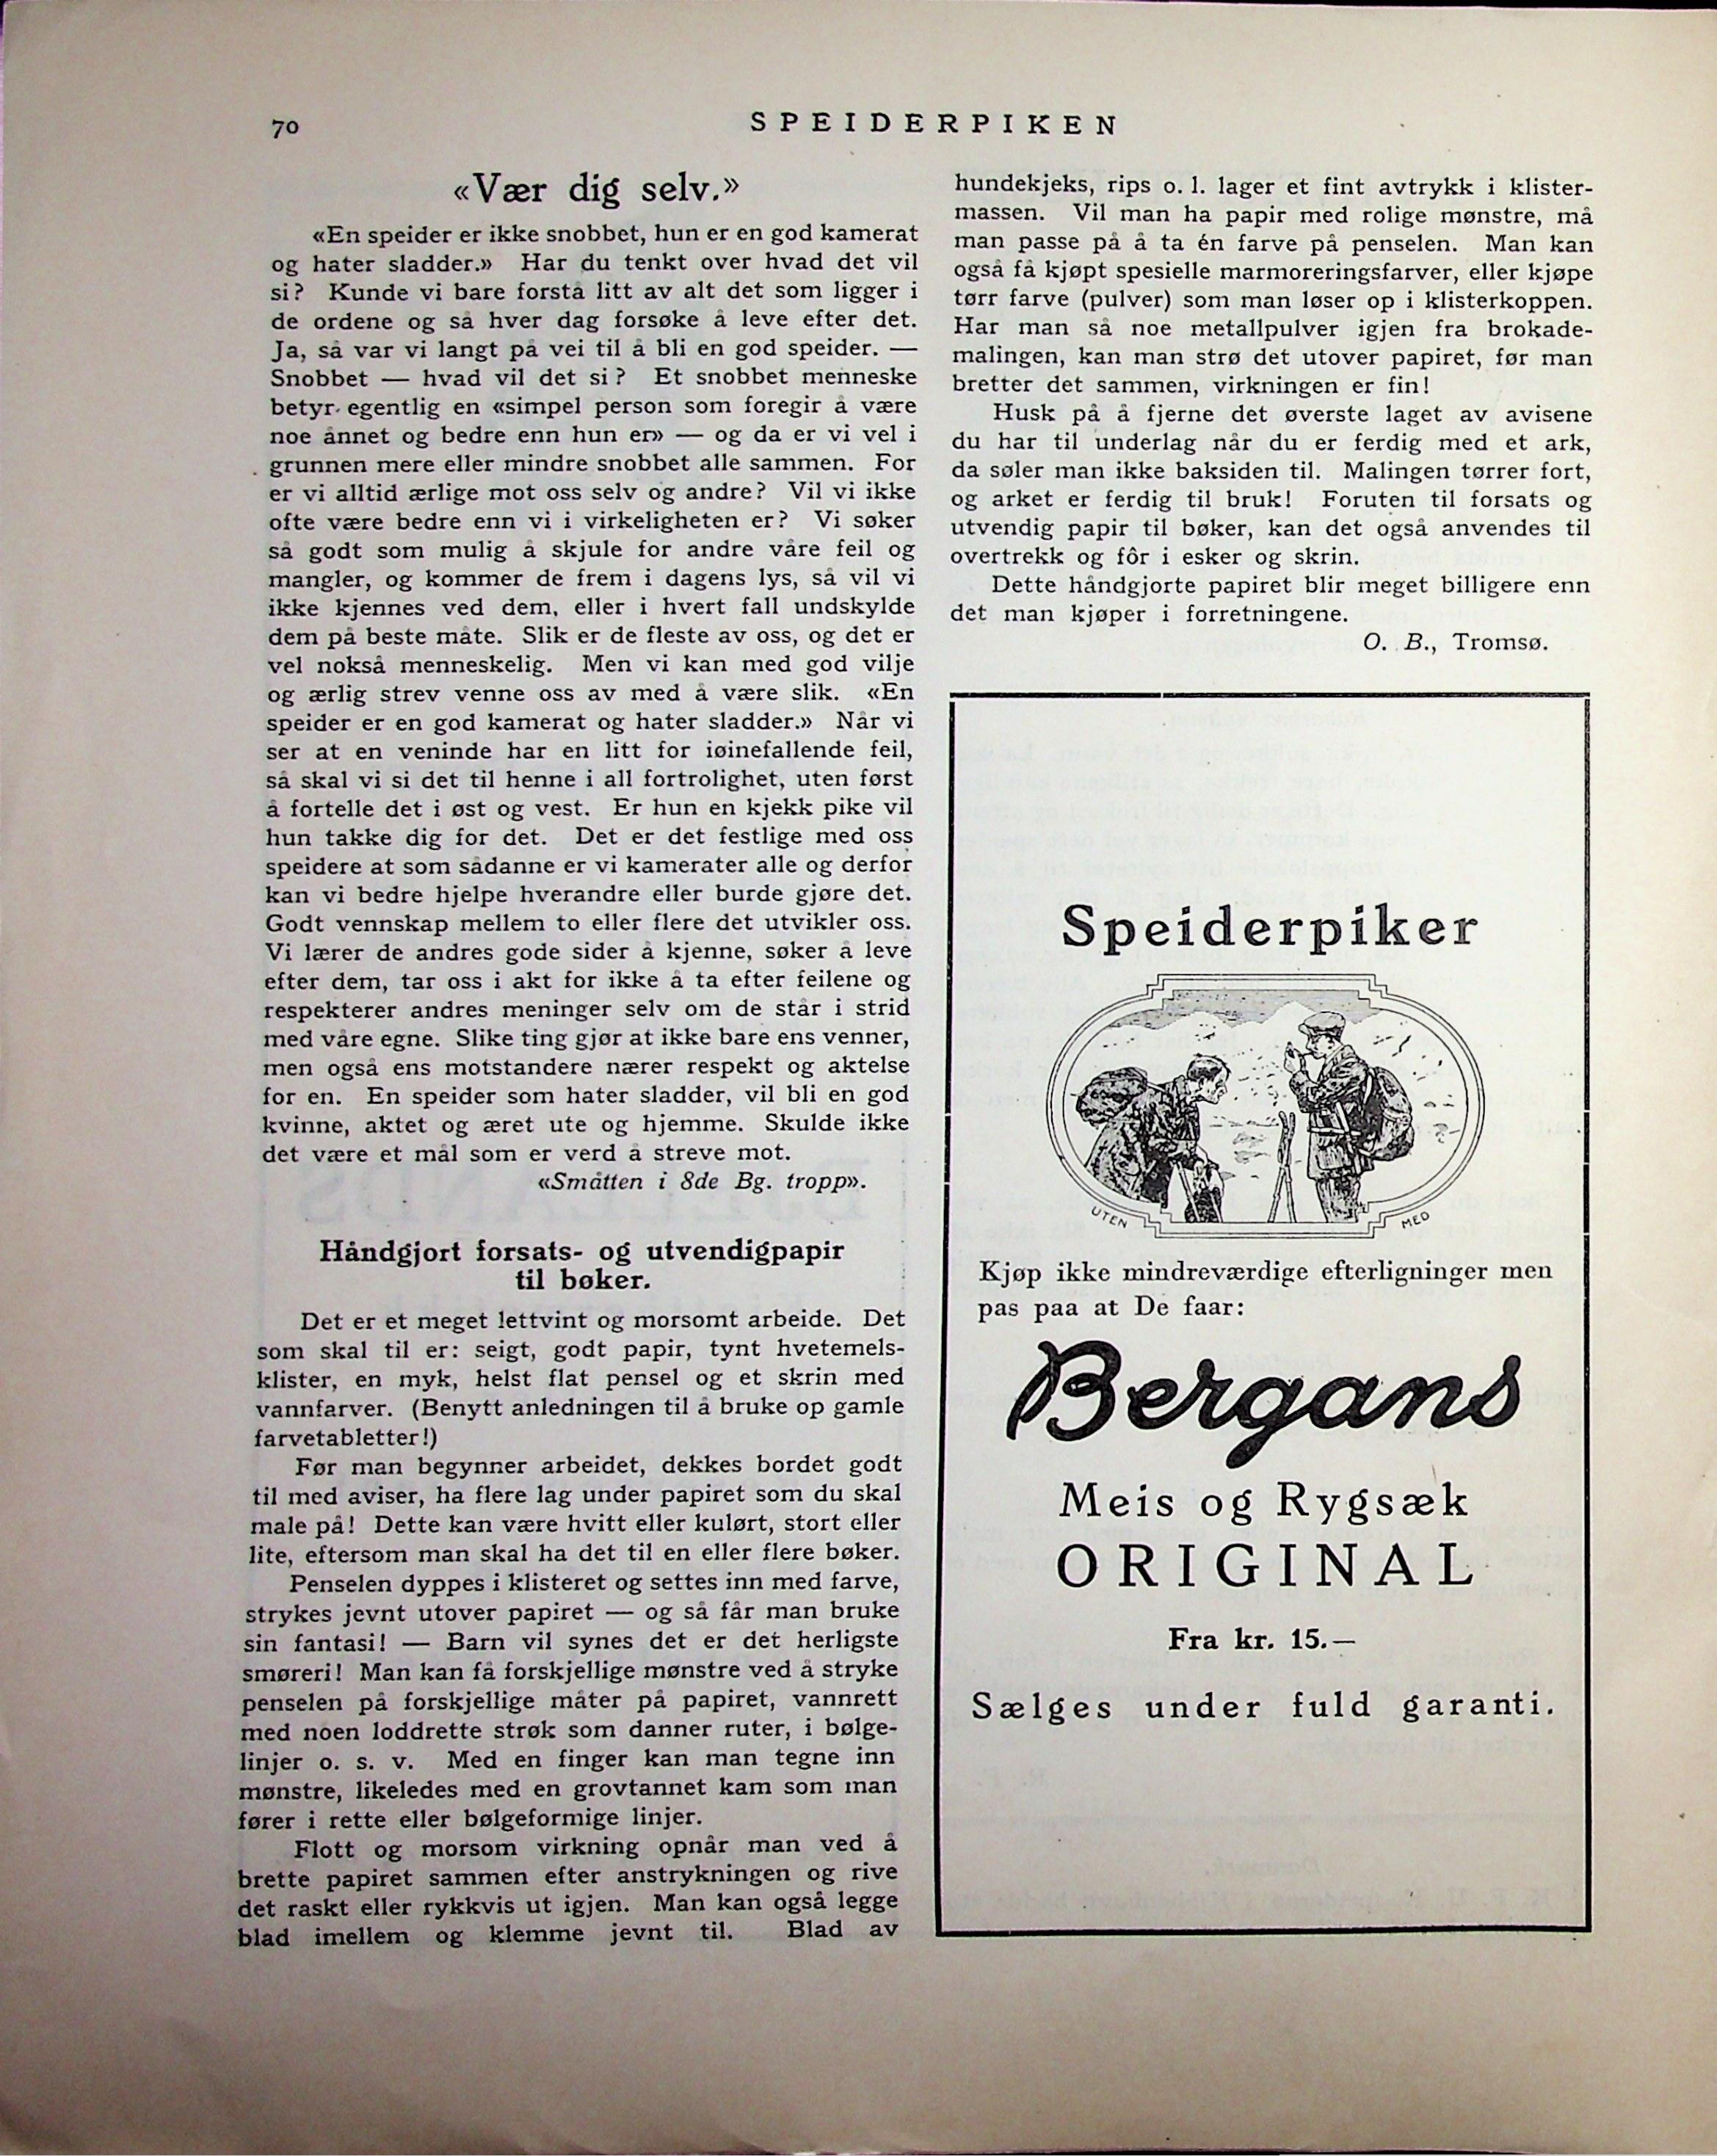 70
SPEIDERPIKEN
«Vær dig selv.»
«En speider er ikke snobbet, hun er en god kamerat
og hater sladder.» Har du tenkt over hvad det vil
si? Kunde vi bare forstå litt av alt det som ligger i
de ordene og så hver dag forsøke å leve efter det.
Ja, så var vi langt på vei til å bli en god speider. —
Snobbet — hvad vil det si? Et snobbet menneske
betyr egentlig en «simpel person som foregir å være
noe annet og bedre enn hun er» — og da er vi vel i
grunnen mere eller mindre snobbet alle sammen. For
er vi alltid ærlige mot oss selv og andre? Vil vi ikke
ofte være bedre enn vi i virkeligheten er? Vi søker
så godt som mulig å skjule for andre våre feil og
mangler, og kommer de frem i dagens lys, så vil vi
ikke kjennes ved dem, eller i hvert fall undskylde
dem på beste måte. Slik er de fleste av oss, og det er
vel nokså menneskelig. Men vi kan med god vilje
og ærlig strev venne oss av med å være slik. «En
speider er en god kamerat og hater sladder.» Når vi
ser at en veninde har en litt for iøinefallende feil,
så skal vi si det til henne i all fortrolighet, uten først
å fortelle det i øst og vest. Er hun en kjekk pike vil
hun takke dig for det. Det er det festlige med oss
speidere at som sådanne er vi kamerater alle og derfor
kan vi bedre hjelpe hverandre eller burde gjøre det.
Godt vennskap mellem to eller flere det utvikler oss.
Vi lærer de andres gode sider å kjenne, søker å leve
efter dem, tar oss i akt for ikke å ta efter feilene og
respekterer andres meninger selv om de står i strid
med våre egne. Slike ting gjør at ikke bare ens venner,
men også ens motstandere nærer respekt og aktelse
for en. En speider som hater sladder, vil bli en god
kvinne, aktet og æret ute og hjemme. Skulde ikke
det være et mål som er verd å streve mot.
«Småtten i 8de Bg. tropp».
Håndgjort forsats- og utvendigpapir
til bøker.
Det er et meget lettvint og morsomt arbeide. Det
som skal til er: seigt, godt papir, tynt hvetemels-
klister, en myk, helst flat pensel og et skrin med
vannfarver. (Benytt anledningen til å bruke op gamle
farvetabletter!)
Før man begynner arbeidet, dekkes bordet godt
til med aviser, ha flere lag under papiret som du skal
male på! Dette kan være hvitt eller kulørt, stort eller
lite, eftersom man skal ha det til en eller flere bøker.
Penselen dyppes i klisteret og settes inn med farve,
strykes jevnt utover papiret — og så får man bruke
sin fantasi! — Barn vil synes det er det herligste
smøreri! Man kan få forskjellige mønstre ved å stryke
penselen på forskjellige måter på papiret, vannrett
med noen loddrette strøk som danner ruter, i bølge-
linjer o. s. v. Med en finger kan man tegne inn
mønstre, likeledes med en grovtannet kam som man
fører i rette eller bølgeformige linjer.
Flott og morsom virkning opnår man ved å
brette papiret sammen efter anstrykningen og rive
det raskt eller rykkvis ut igjen. Man kan også legge
blad imellem og klemme jevnt til. Blad av
hundekjeks, rips o. l. lager et fint avtrykk i klister-
massen. Vil man ha papir med rolige mønstre, må
man passe på å ta én farve på penselen. Man kan
også få kjøpt spesielle marmoreringsfarver, eller kjøpe
tørr farve (pulver) som man løser op i klisterkoppen.
Har man så noe metallpulver igjen fra brokade-
malingen, kan man strø det utover papiret, før man
bretter det sammen, virkningen er fin!
Husk på å fjerne det øverste laget av avisene
du har til underlag når du er ferdig med et ark,
da søler man ikke baksiden til. Malingen tørrer fort,
og arket er ferdig til bruk! Foruten til forsats og
utvendig papir til bøker, kan det også anvendes til
overtrekk og fôr i esker og skrin.
Dette håndgjorte papiret blir meget billigere enn
det man kjøper i forretningene.
O. B., Tromsø.
Speiderpiker
UTEN MED
Kjøp ikke mindreværdige efterligninger men
pas paa at De faar:
Bergans
Meis og Rygsæk
ORIGINAL
Fra kr. 15.—
Sælges under fuld garanti.